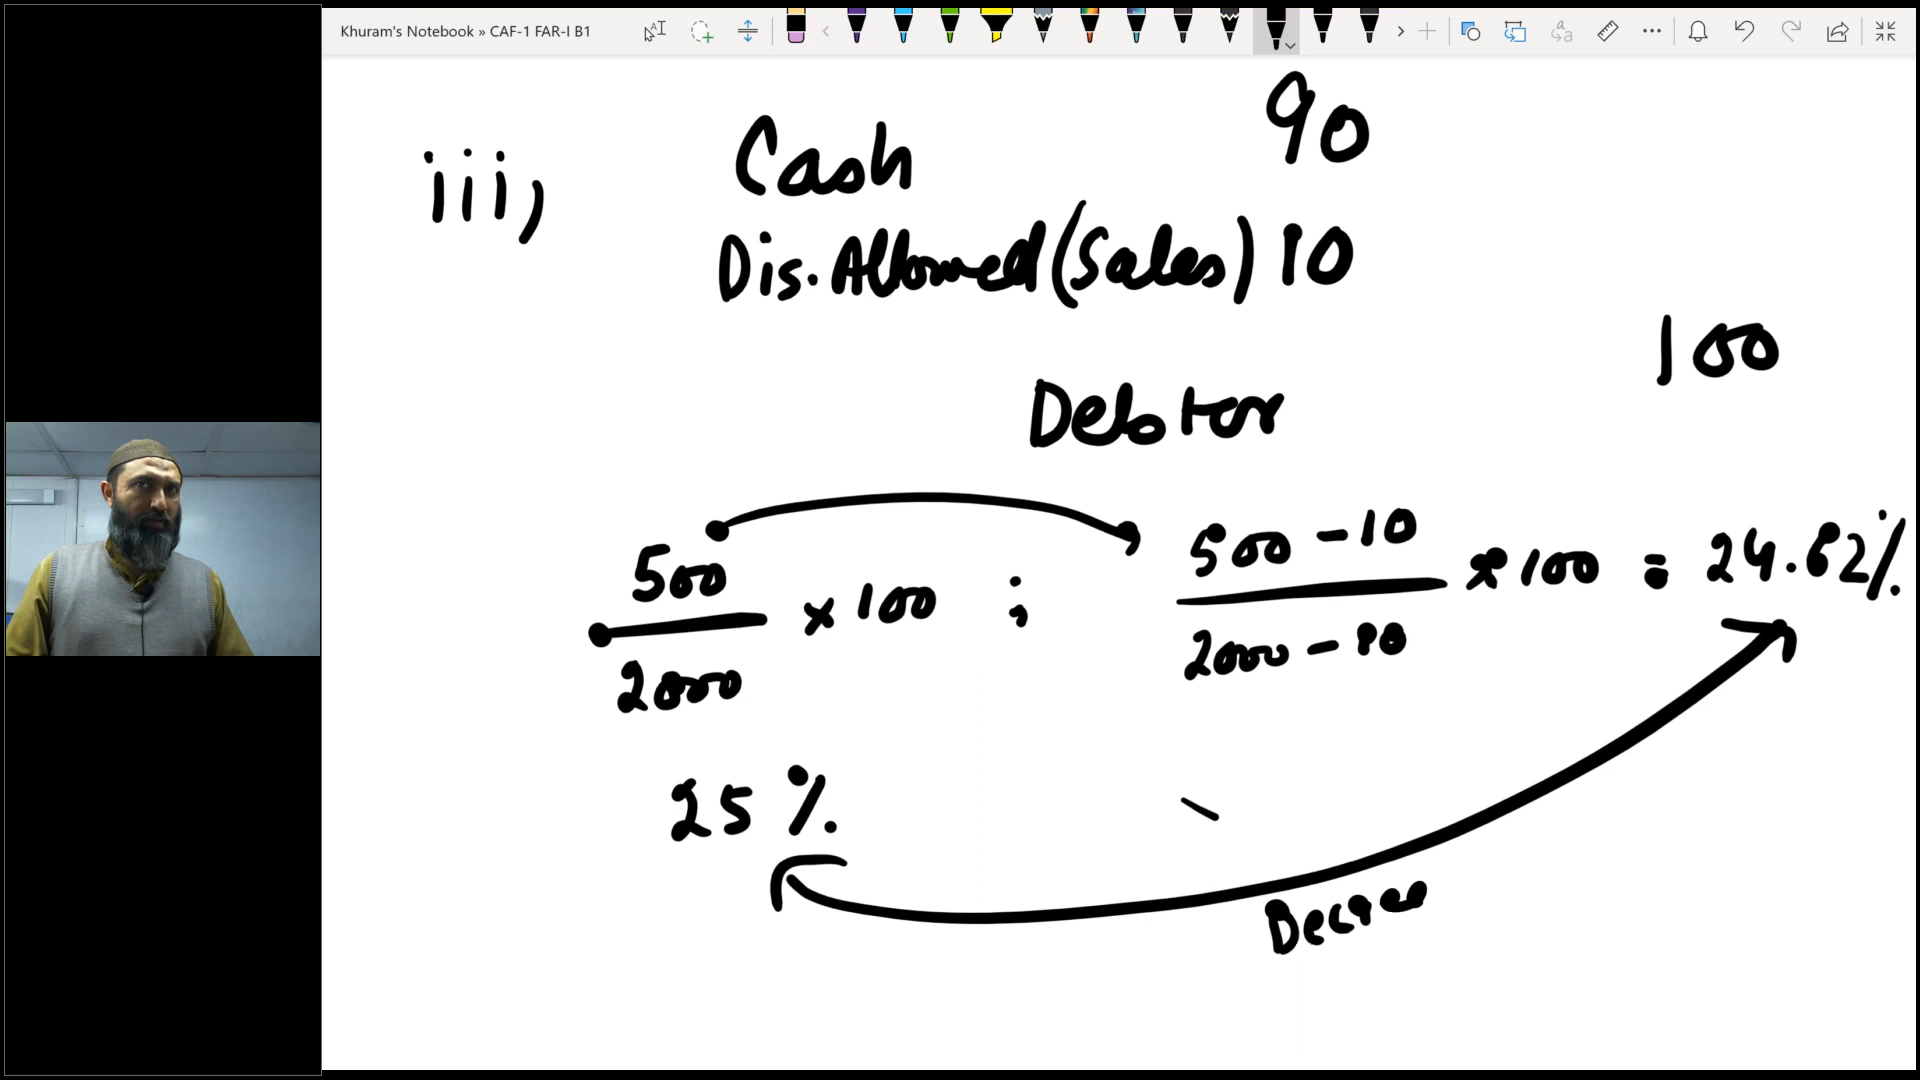 Khuram's Notebook » CAF-1 FAR-I B1
iii,
Cash 90
Dis. Allowed (Sales) 10
Debtor 100
500 / 2000 × 100 ; 500 - 10 / 2000 - 10 × 100 = 24.62%
25%